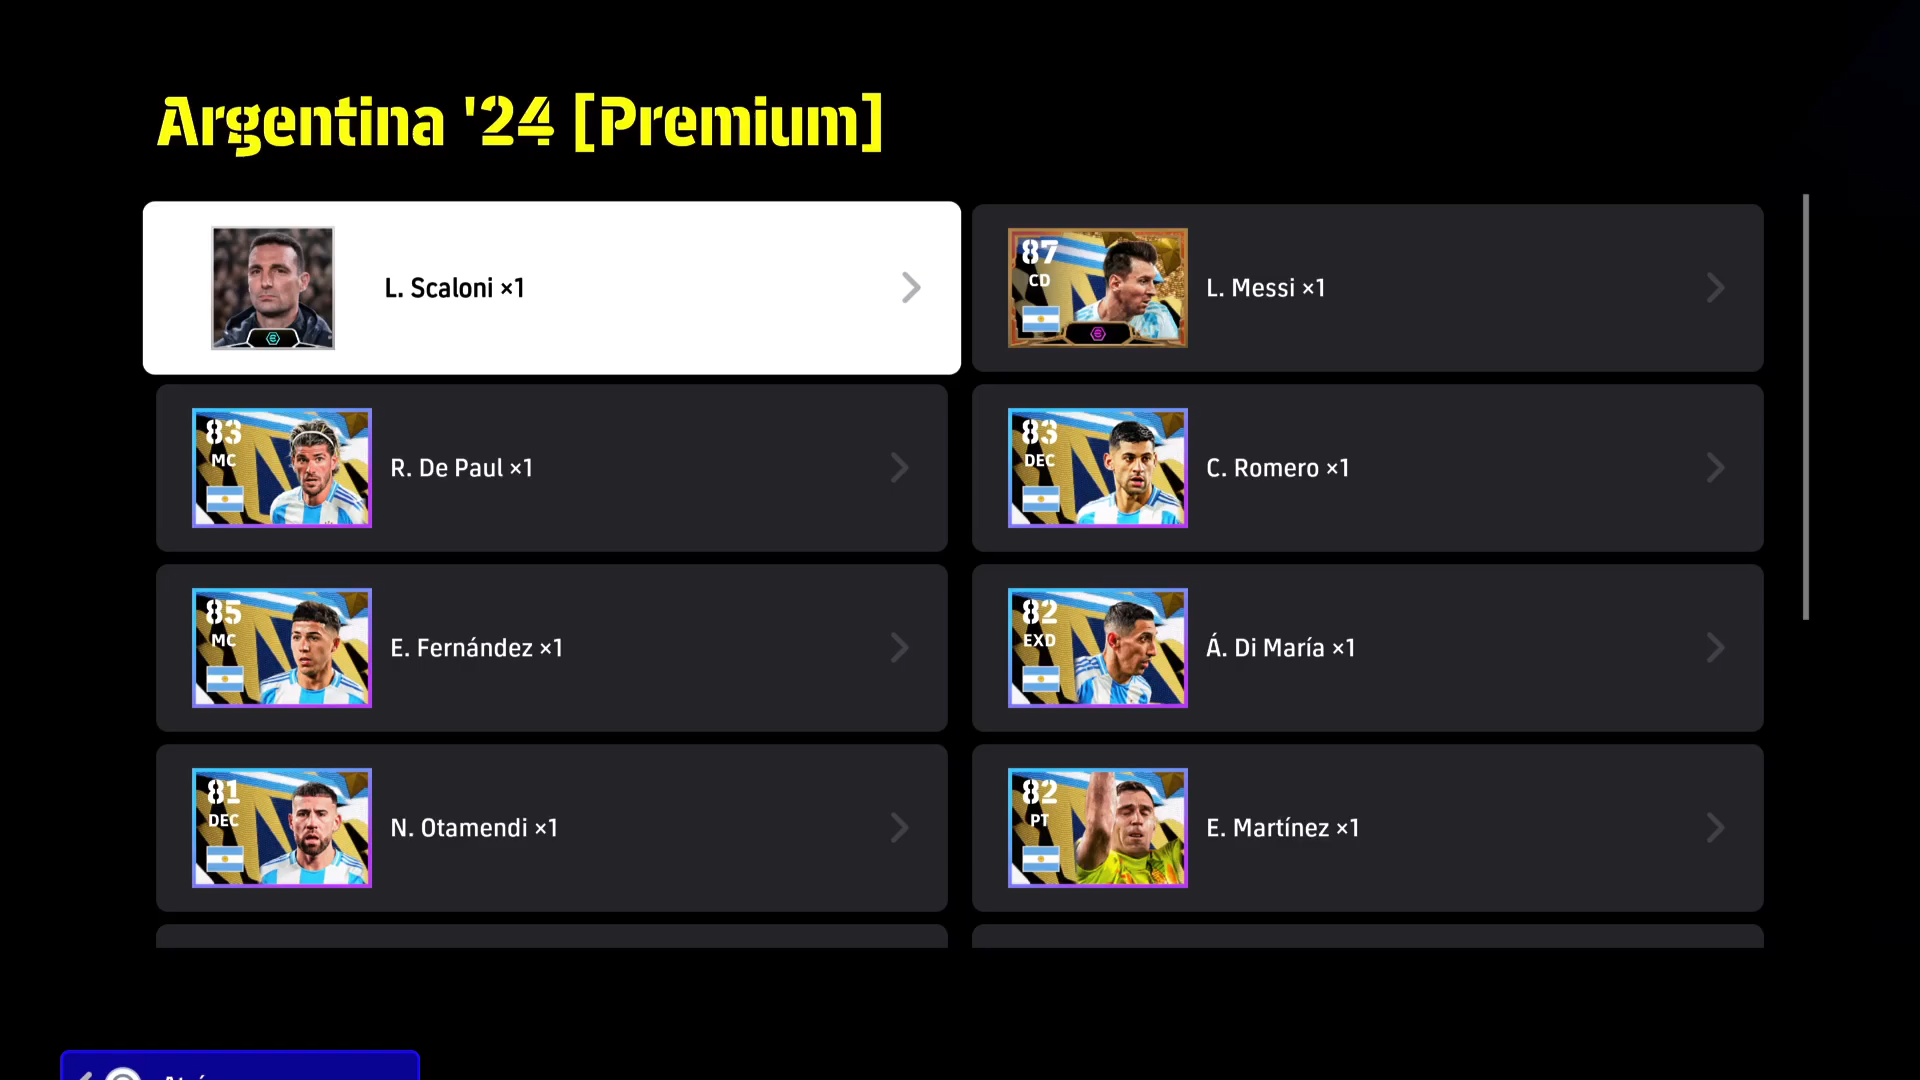 Argentina '24 [Premium]
L. Scaloni ×1
87
CD
L. Messi ×1
83
MC
R. De Paul ×1
83
DEC
C. Romero ×1
85
MC
E. Fernández ×1
82
EXD
Á. Di María ×1
81
DEC
N. Otamendi ×1
82
PT
E. Martínez ×1